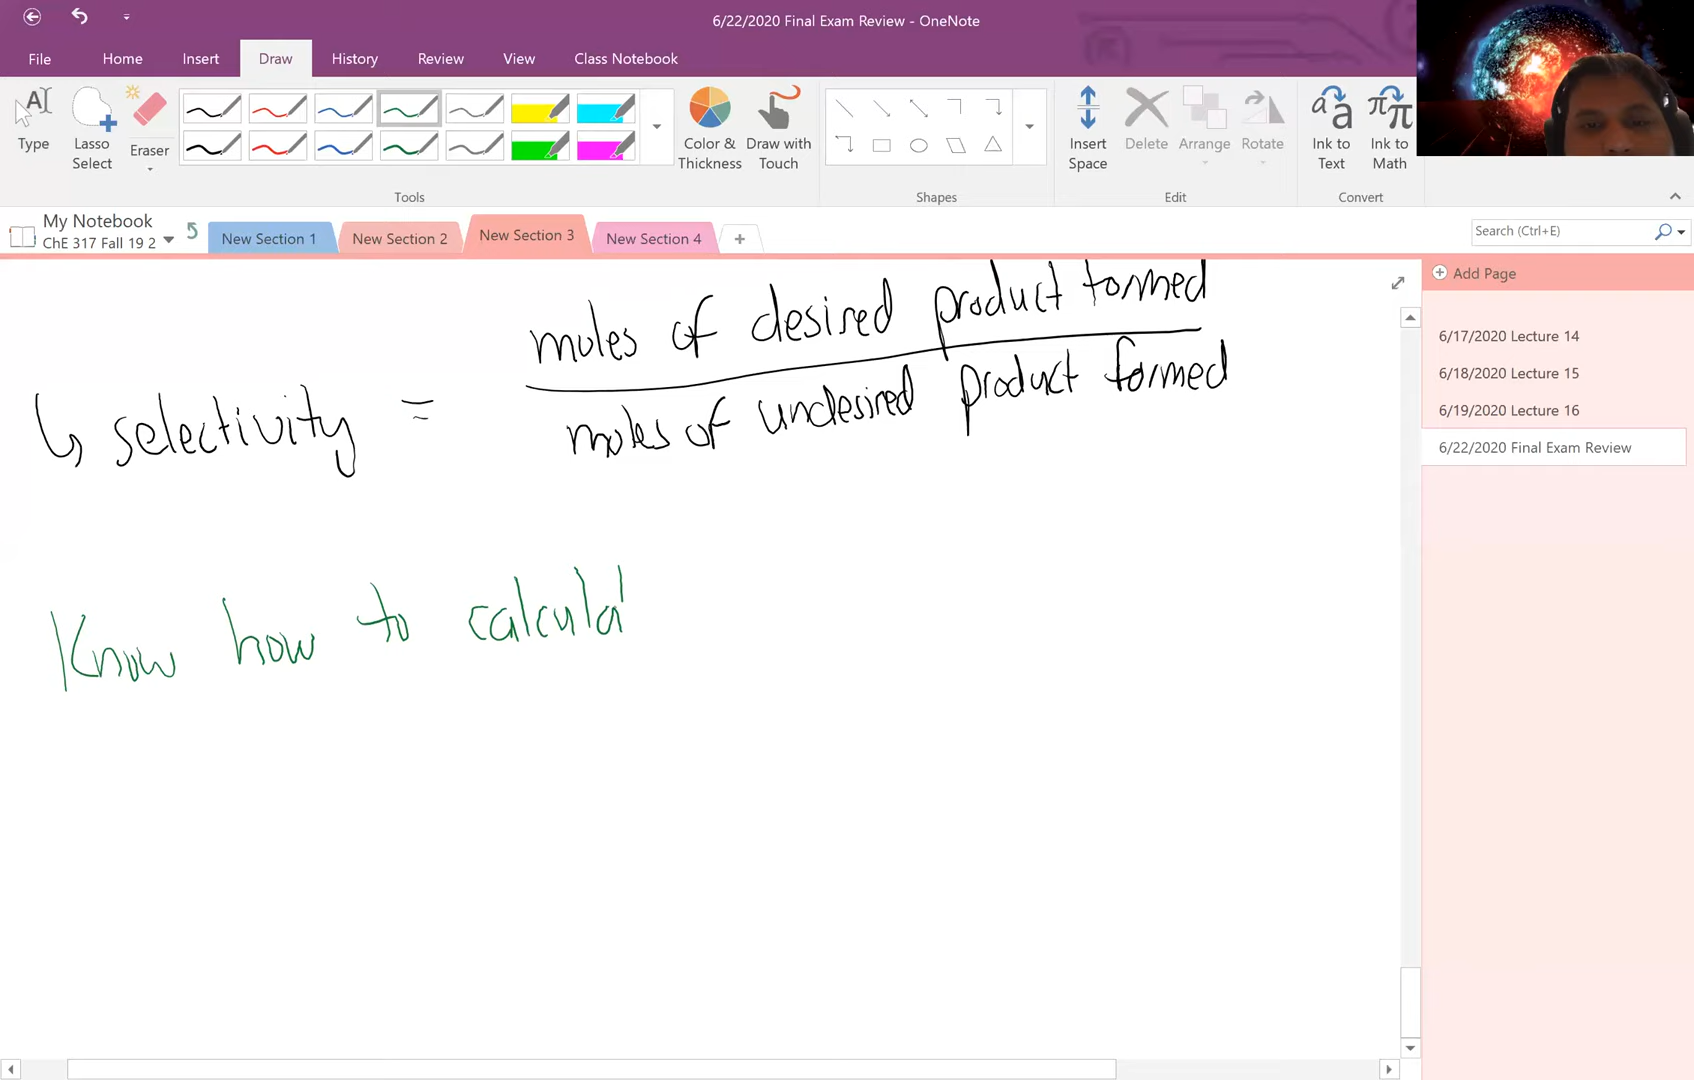 6/22/2020 Final Exam Review - OneNote
File Home Insert Draw History Review View Class Notebook
Type
Lasso Select
Eraser
Color & Thickness
Draw with Touch
Insert Space
Delete
Arrange
Rotate
Ink to Text
Ink to Math
Tools Shapes Edit Convert
My Notebook
ChE 317 Fall 19 2
New Section 1 New Section 2 New Section 3 New Section 4
Search (Ctrl+E)
Add Page
6/17/2020 Lecture 14
6/18/2020 Lecture 15
6/19/2020 Lecture 16
6/22/2020 Final Exam Review
moles of desired product formed
↳ selectivity =
moles of undesired product formed
Know how to calcula